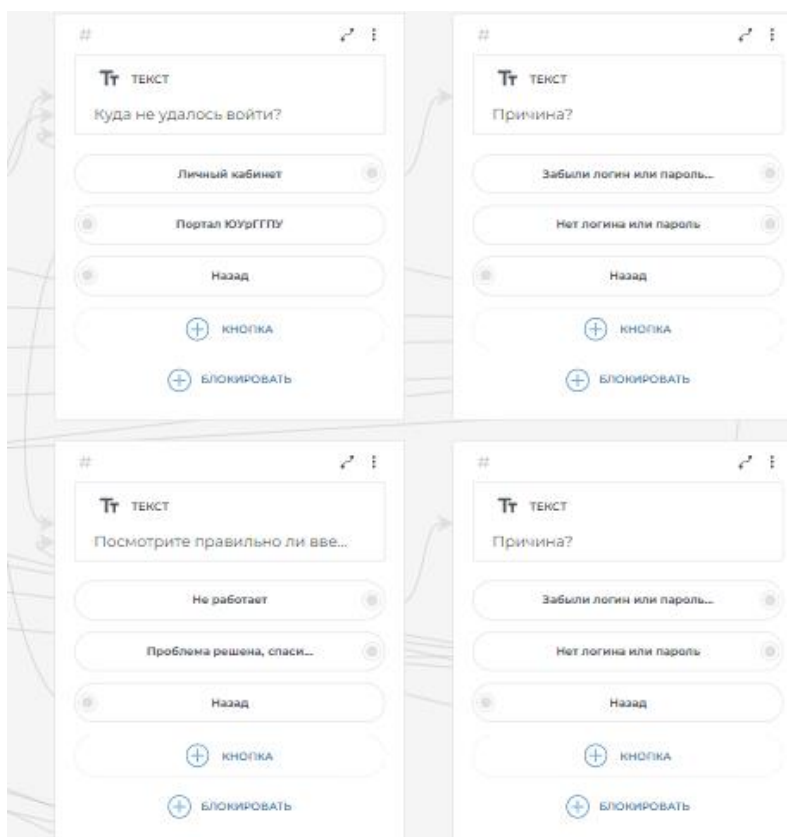 #
#
Тт ТЕКСТ
Куда не удалось войти?
Личный кабинет
Портал ЮУрГГПУ
Назад
КНОПКА
БЛОКИРОВАТЬ
Тт ТЕКСТ
Причина?
Забыли логин или пароль...
Нет логина или пароль
Назад
КНОПКА
БЛОКИРОВАТЬ
#
#
Тт ТЕКСТ
Посмотрите правильно ли вве...
Не работает
Проблема решена, спаси...
Назад
КНОПКА
БЛОКИРОВАТЬ
Тт ТЕКСТ
Причина?
Забыли логин или пароль...
Нет логина или пароль
Назад
КНОПКА
БЛОКИРОВАТЬ